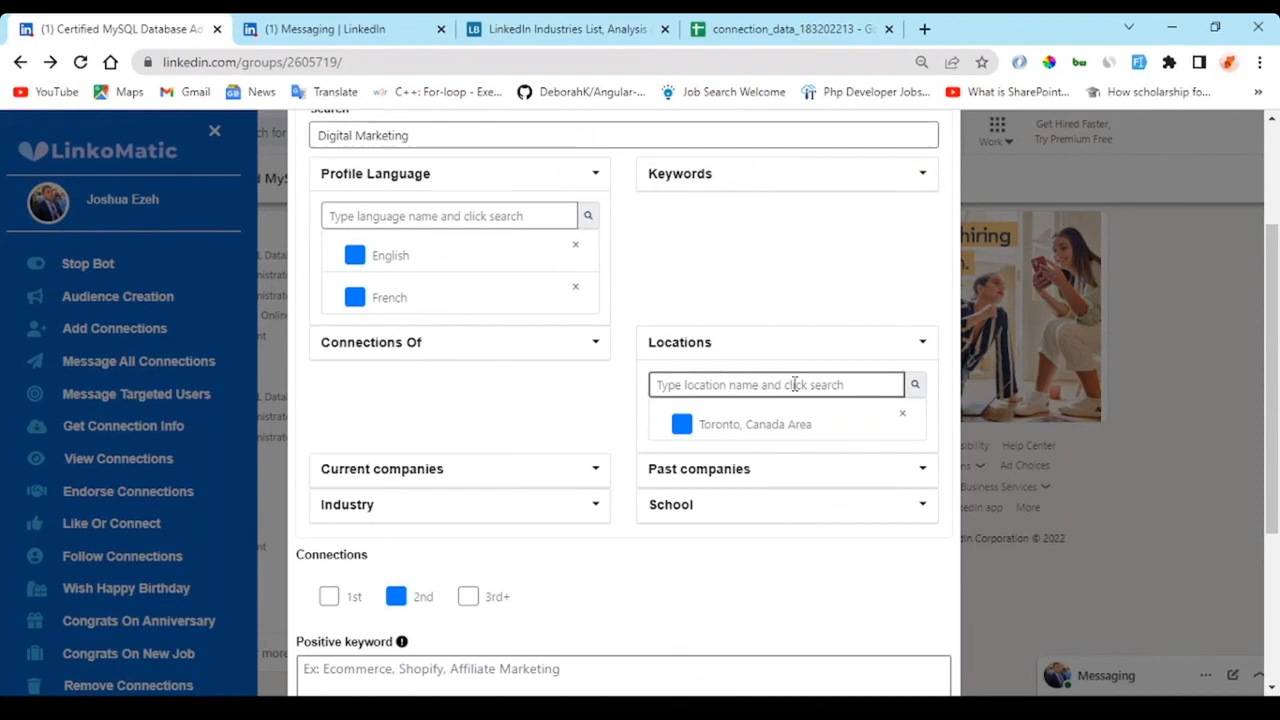 (1) Certified MySQL Database Ad
(1) Messaging | LinkedIn
LinkedIn Industries List, Analysis
connection_data_183202213 - Go
linkedin.com/groups/2605719/
YouTube
Maps
Gmail
News
Translate
C++: For-loop - Exe...
DeborahK/Angular-...
Job Search Welcome
Php Developer Jobs...
What is SharePoint...
How scholarship fo...
»
LinkoMatic
Joshua Ezeh
Stop Bot
Audience Creation
Add Connections
Message All Connections
Message Targeted Users
Get Connection Info
View Connections
Endorse Connections
Like Or Connect
Follow Connections
Wish Happy Birthday
Congrats On Anniversary
Congrats On New Job
Remove Connections
Search
Digital Marketing
Profile Language
Type language name and click search
English
French
Keywords
Connections Of
Locations
Type location name and click search
Toronto, Canada Area
Current companies
Past companies
Industry
School
Connections
1st
2nd
3rd+
Positive keyword
Ex: Ecommerce, Shopify, Affiliate Marketing
Work
Get Hired Faster,
Try Premium Free
hiring
Help Center
Ad Choices
Business Services
More
Corporation © 2022
Messaging